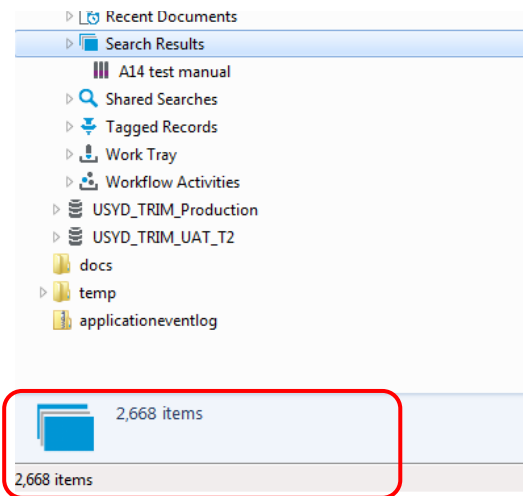 Recent Documents
Search Results
A14 test manual
Shared Searches
Tagged Records
Work Tray
Workflow Activities
USYD_TRIM_Production
USYD_TRIM_UAT_T2
docs
temp
applicationeventlog
2,668 items
2,668 items